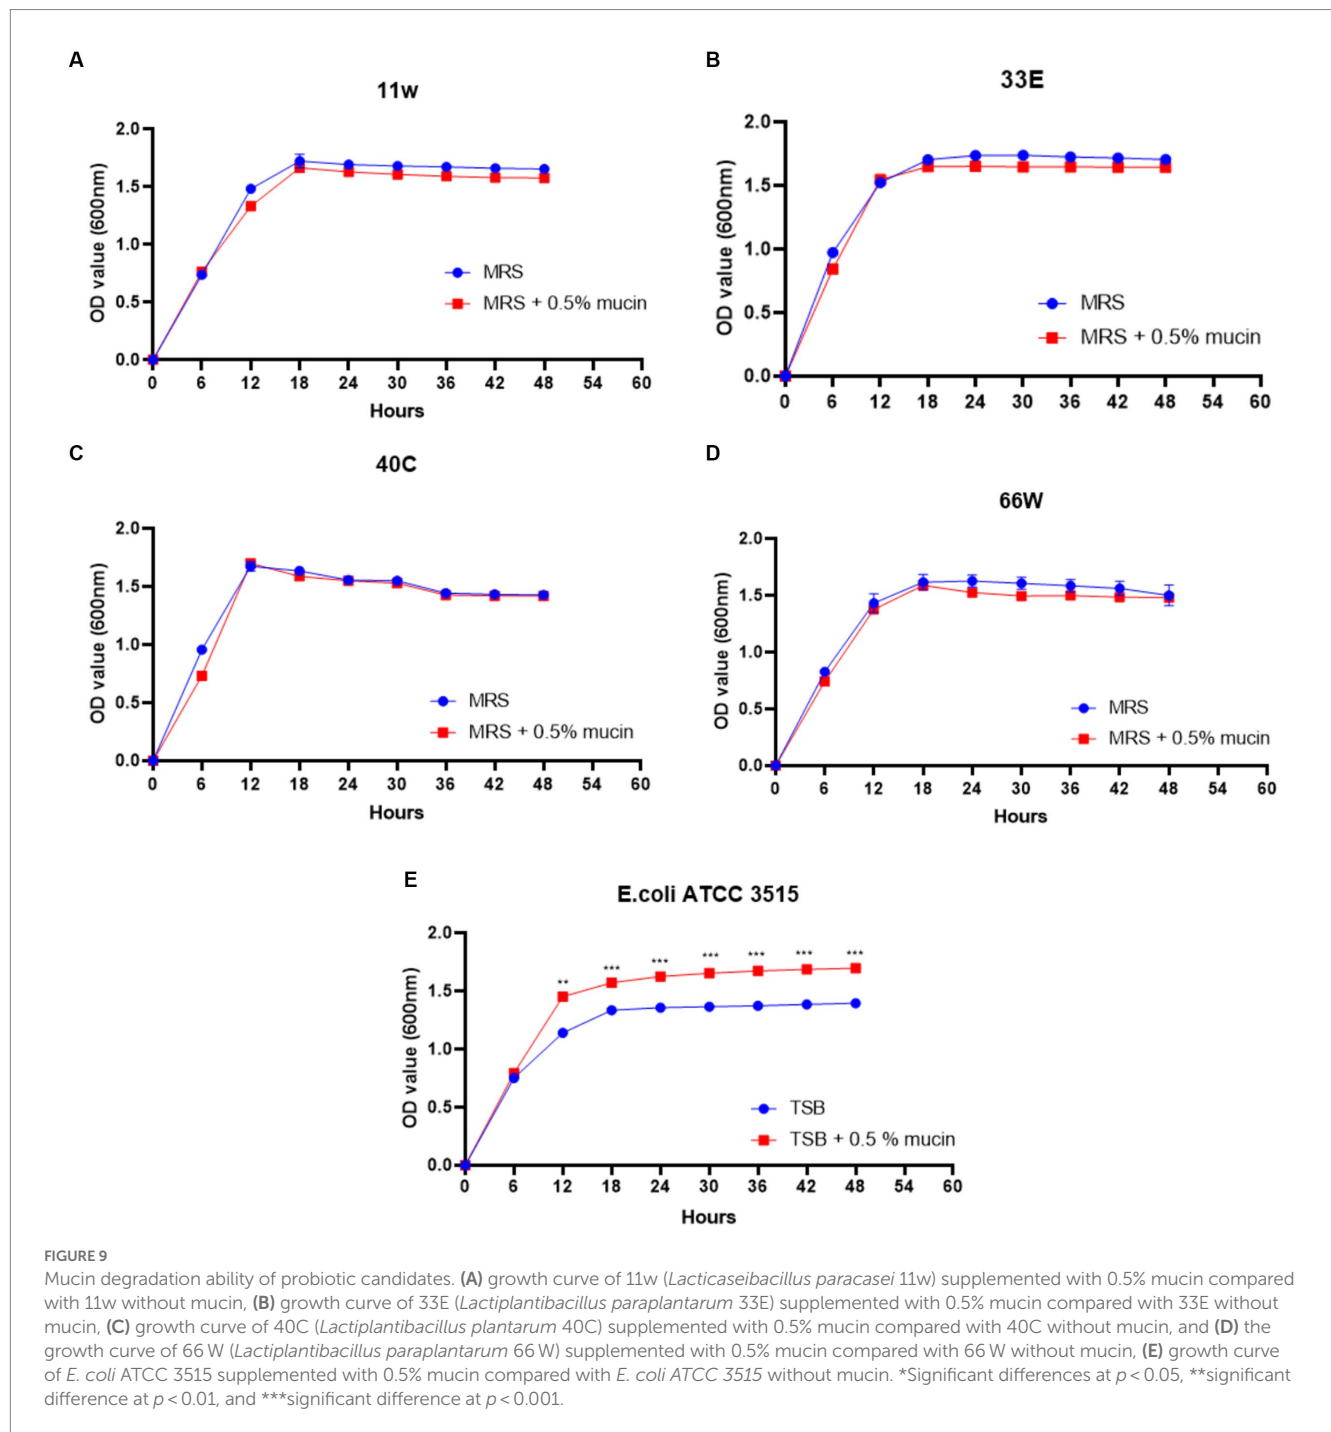 A
11w
2.0
1.5
1.0
0.5
0.0
OD value (600nm)
MRS
MRS + 0.5% mucin
0 6 12 18 24 30 36 42 48 54 60
Hours
B
33E
2.0
1.5
1.0
0.5
0.0
OD value (600nm)
MRS
MRS + 0.5% mucin
0 6 12 18 24 30 36 42 48 54 60
C
40C
2.0
1.5
1.0
0.5
0.0
OD value (600nm)
MRS
MRS + 0.5% mucin
0 6 12 18 24 30 36 42 48 54 60
Hours
D
66W
2.0
1.5
1.0
0.5
0.0
OD value (600nm)
MRS
MRS + 0.5% mucin
0 6 12 18 24 30 36 42 48 54 60
Hours
E
E.coli ATCC 3515
2.0
1.5
1.0
0.5
0.0
OD value (600nm)
** *** *** *** *** *** ***
TSB
TSB + 0.5 % mucin
0 6 12 18 24 30 36 42 48 54 60
Hours
FIGURE 9
Mucin degradation ability of probiotic candidates. (A) growth curve of 11w (Lacticaseibacillus paracasei 11w) supplemented with 0.5% mucin compared
with 11w without mucin, (B) growth curve of 33E (Lactiplantibacillus paraplantarum 33E) supplemented with 0.5% mucin compared with 33E without
mucin, (C) growth curve of 40C (Lactiplantibacillus plantarum 40C) supplemented with 0.5% mucin compared with 40C without mucin, and (D) the
growth curve of 66 W (Lactiplantibacillus paraplantarum 66 W) supplemented with 0.5% mucin compared with 66 W without mucin, (E) growth curve
of E. coli ATCC 3515 supplemented with 0.5% mucin compared with E. coli ATCC 3515 without mucin. *Significant differences at p < 0.05, **significant
difference at p < 0.01, and ***significant difference at p < 0.001.